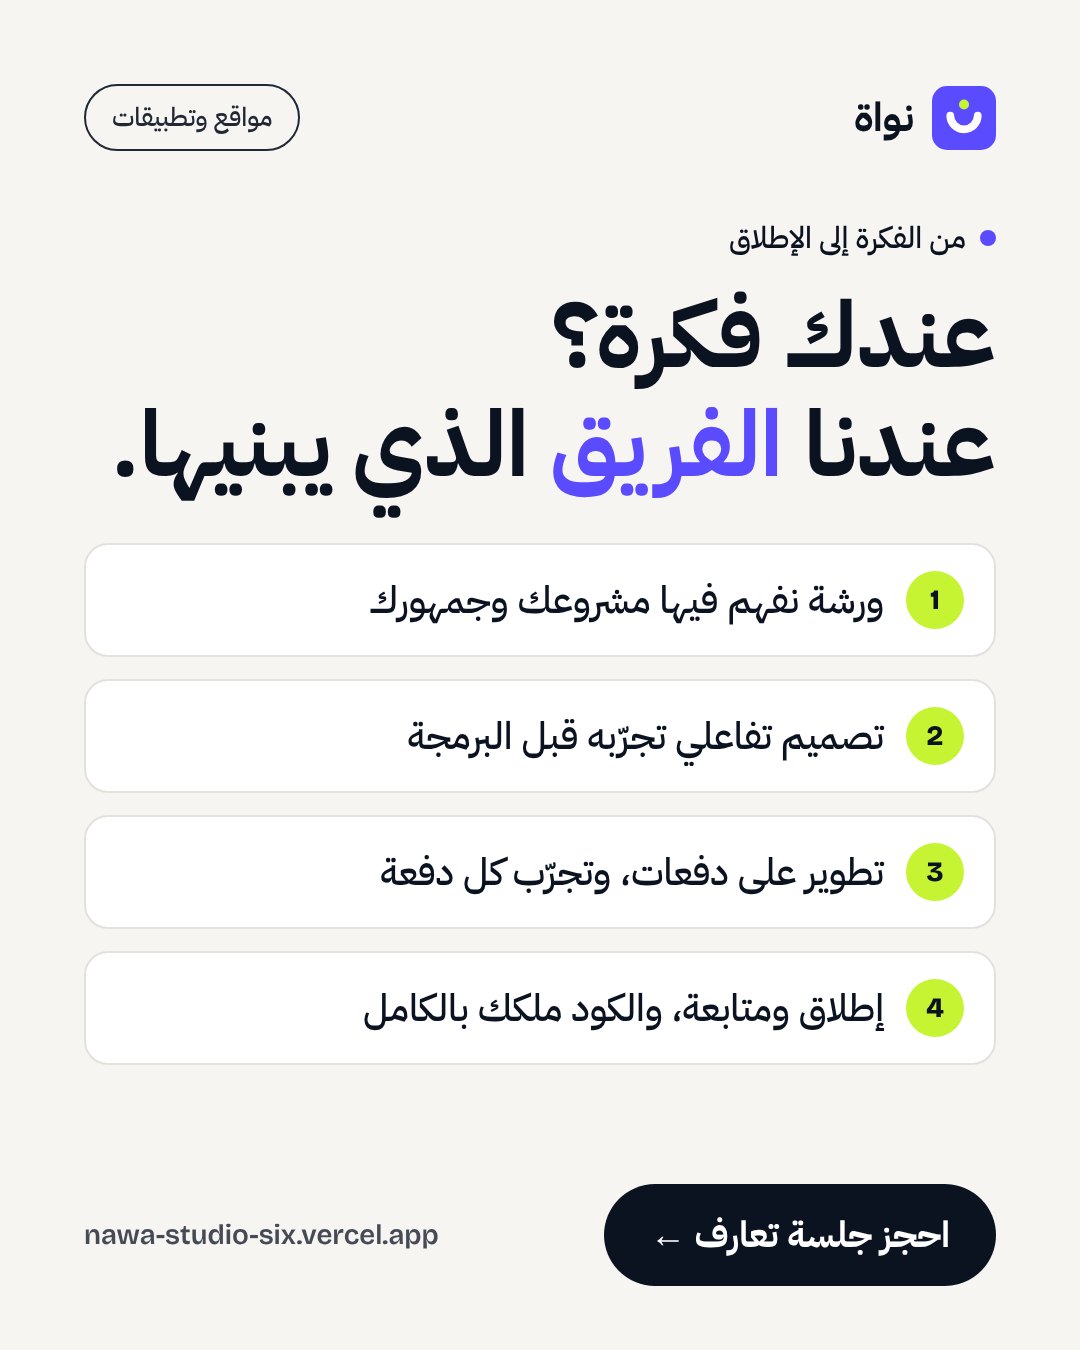 نواة
مواقع وتطبيقات
من الفكرة إلى الإطلاق
عندك فكرة؟
عندنا الفريق الذي يبنيها.
1 ورشة نفهم فيها مشروعك وجمهورك
2 تصميم تفاعلي تجرّبه قبل البرمجة
3 تطوير على دفعات، وتجرّب كل دفعة
4 إطلاق ومتابعة، والكود ملكك بالكامل
احجز جلسة تعارف ←
nawa-studio-six.vercel.app